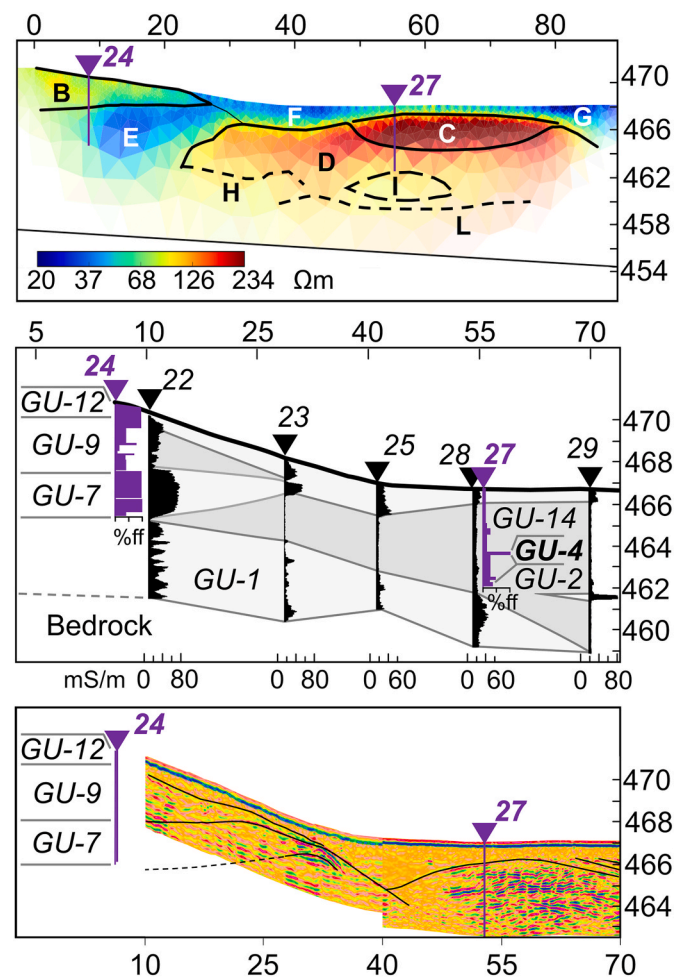 0 20 40 60 80
24
27
470
B
F
G
466
E
C
D
462
H
I
L
458
20 37 68 126 234 Ωm
454
5 10 25 40 55 70
24
22
GU-12
470
23
GU-9
25
28
27
29
468
GU-7
466
GU-14
%ff
GU-4
464
GU-1
GU-2
462
%ff
Bedrock
460
mS/m 0 80 0 60 0 60 0 60 0 80
24
GU-12
470
GU-9
27
468
GU-7
466
464
10 25 40 55 70